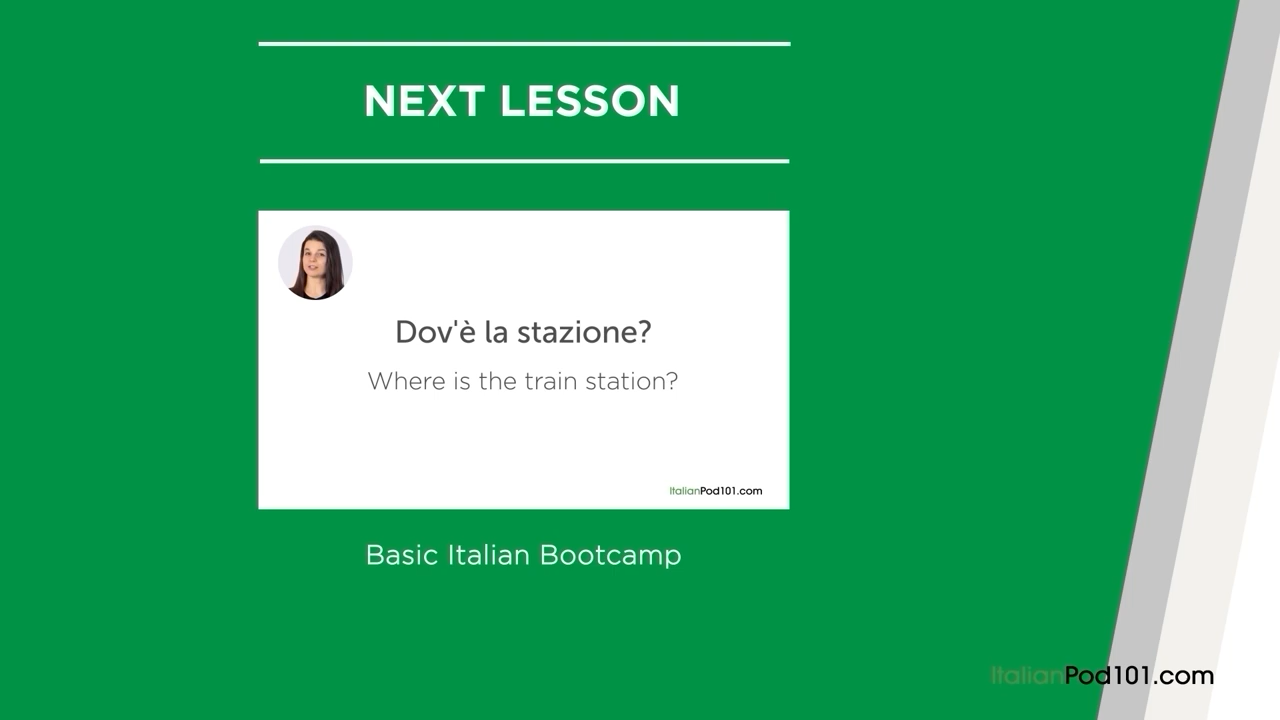 NEXT LESSON
Dov'è la stazione?
Where is the train station?
ItalianPod101.com
Basic Italian Bootcamp
ItalianPod101.com